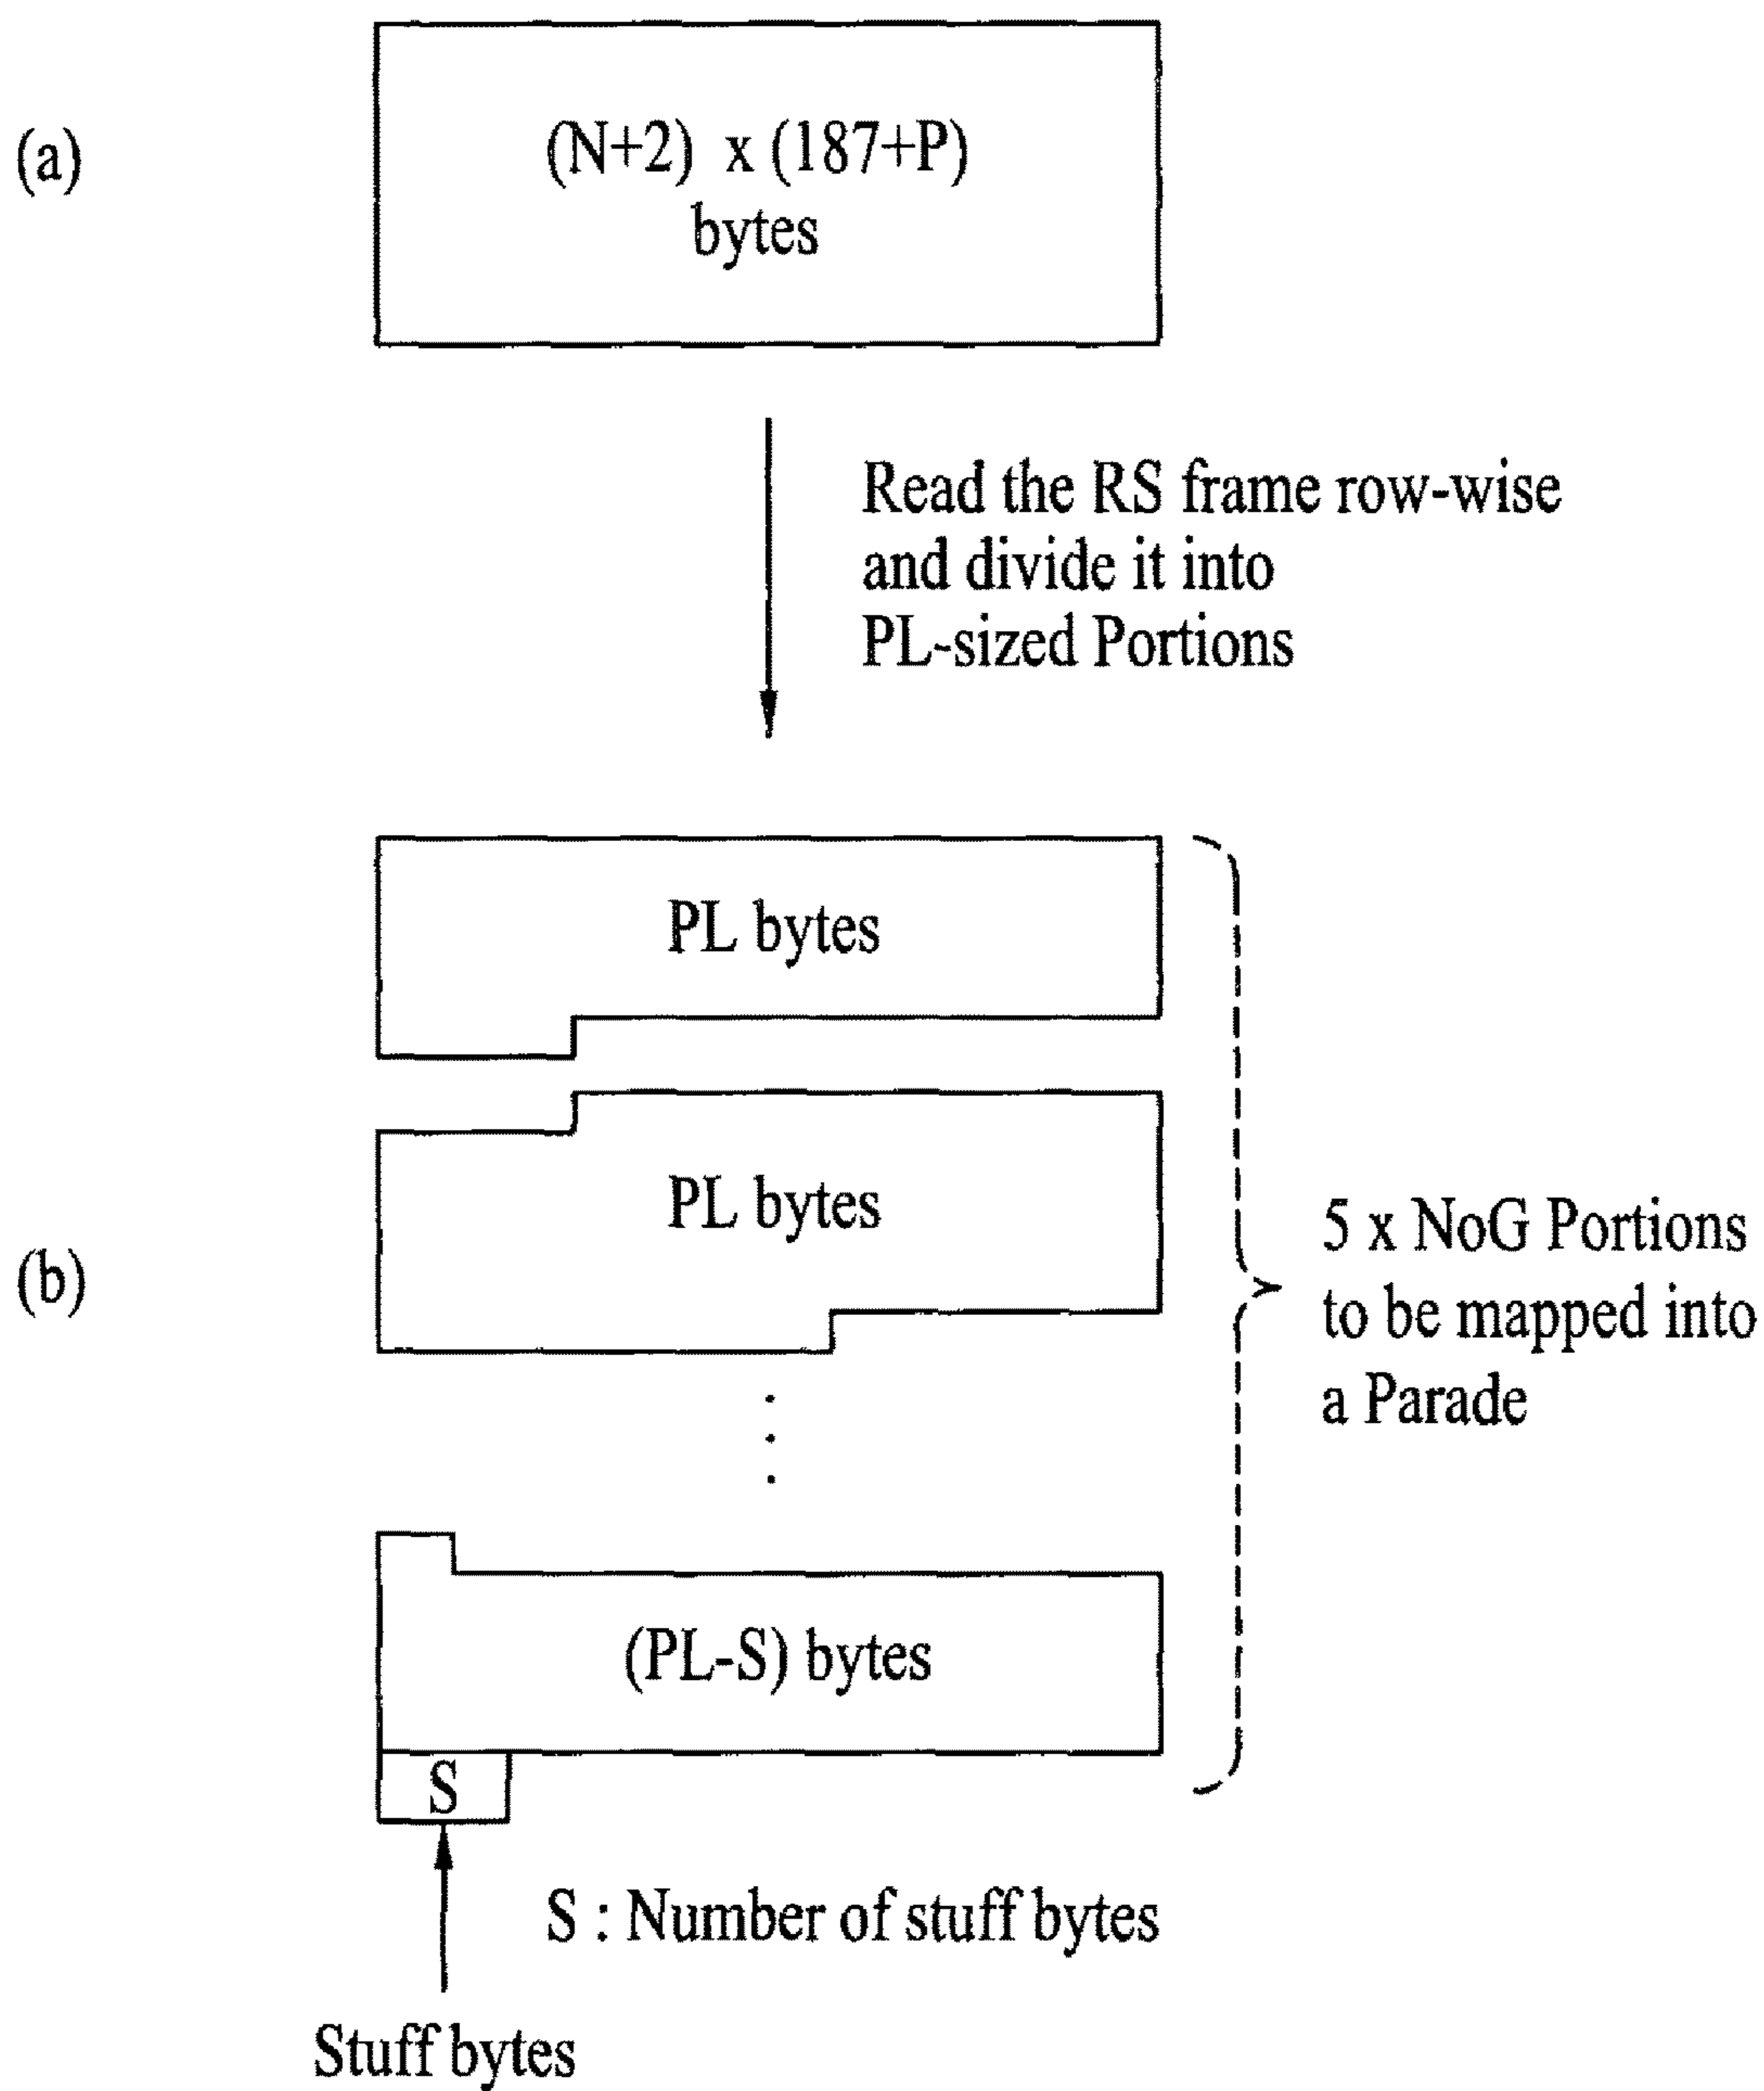 (a)
(N+2) x (187+P)
bytes
Read the RS frame row-wise
and divide it into
PL-sized Portions
PL bytes
PL bytes
(b)
5 x NoG Portions
to be mapped into
a Parade
(PL-S) bytes
S
S : Number of stuff bytes
Stuff bytes